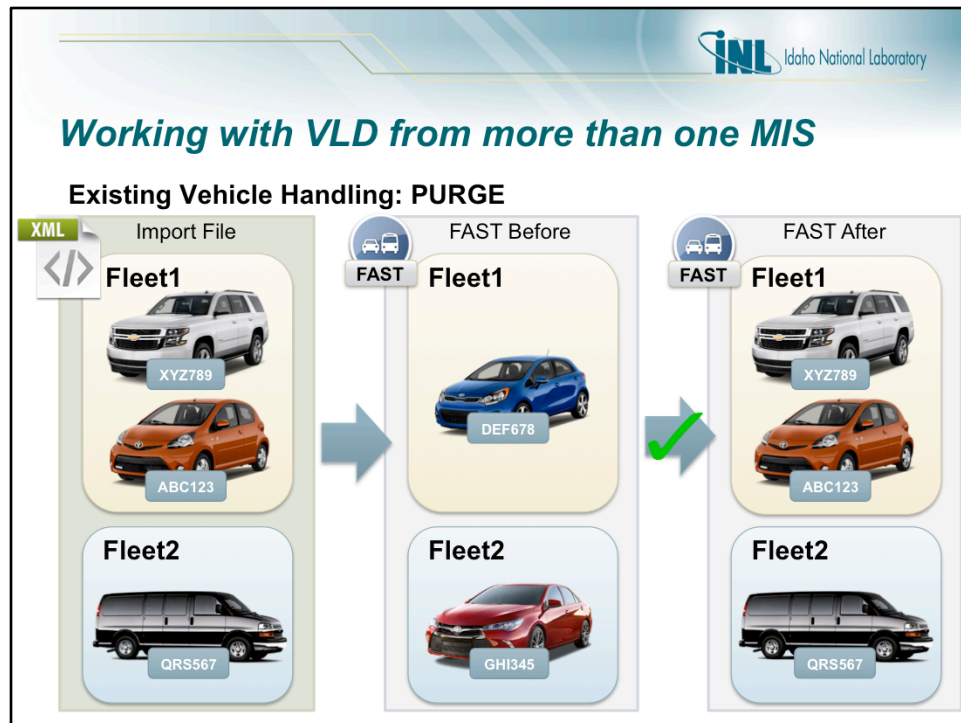 INL Idaho National Laboratory
Working with VLD from more than one MIS
Existing Vehicle Handling: PURGE
XML
</>
Import File
Fleet1
XYZ789
ABC123
Fleet2
QRS567
FAST Before
FAST
Fleet1
DEF678
Fleet2
GHI345
FAST After
FAST
Fleet1
XYZ789
ABC123
Fleet2
QRS567